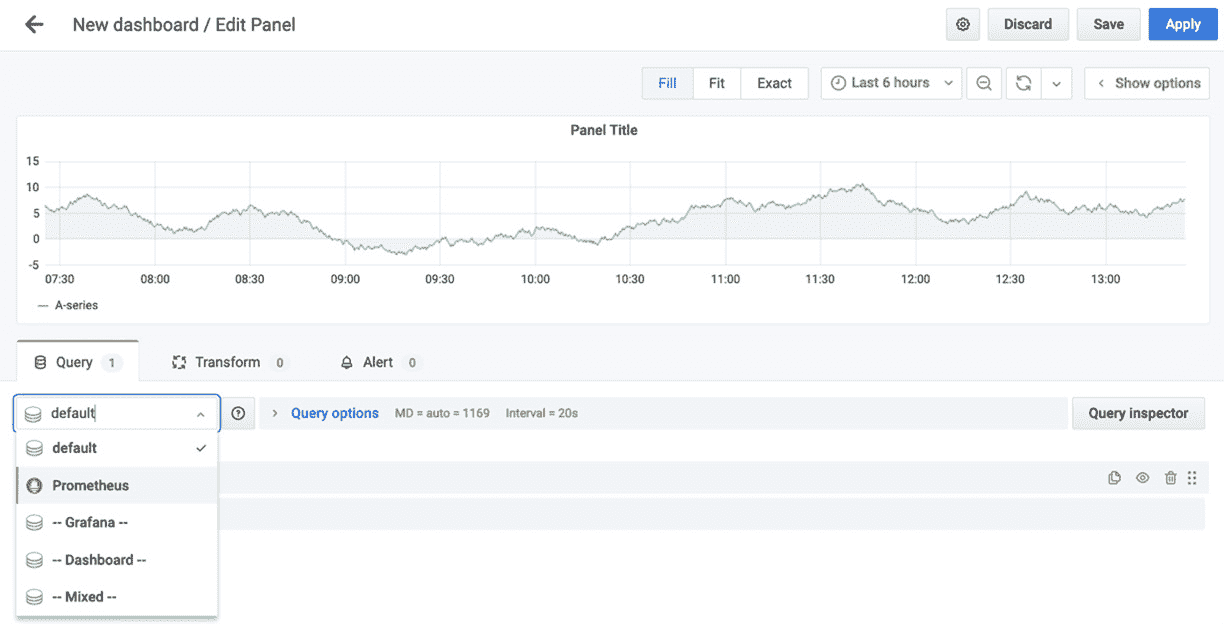 New dashboard / Edit Panel
Discard
Save
Apply
Fill
Fit
Exact
Last 6 hours
Show options
Panel Title
15
10
5
0
-5
07:30 08:00 08:30 09:00 09:30 10:00 10:30 11:00 11:30 12:00 12:30 13:00
A-series
Query 1
Transform 0
Alert 0
default
Query options MD = auto = 1169 Interval = 20s
Query inspector
default
Prometheus
-- Grafana --
-- Dashboard --
-- Mixed --